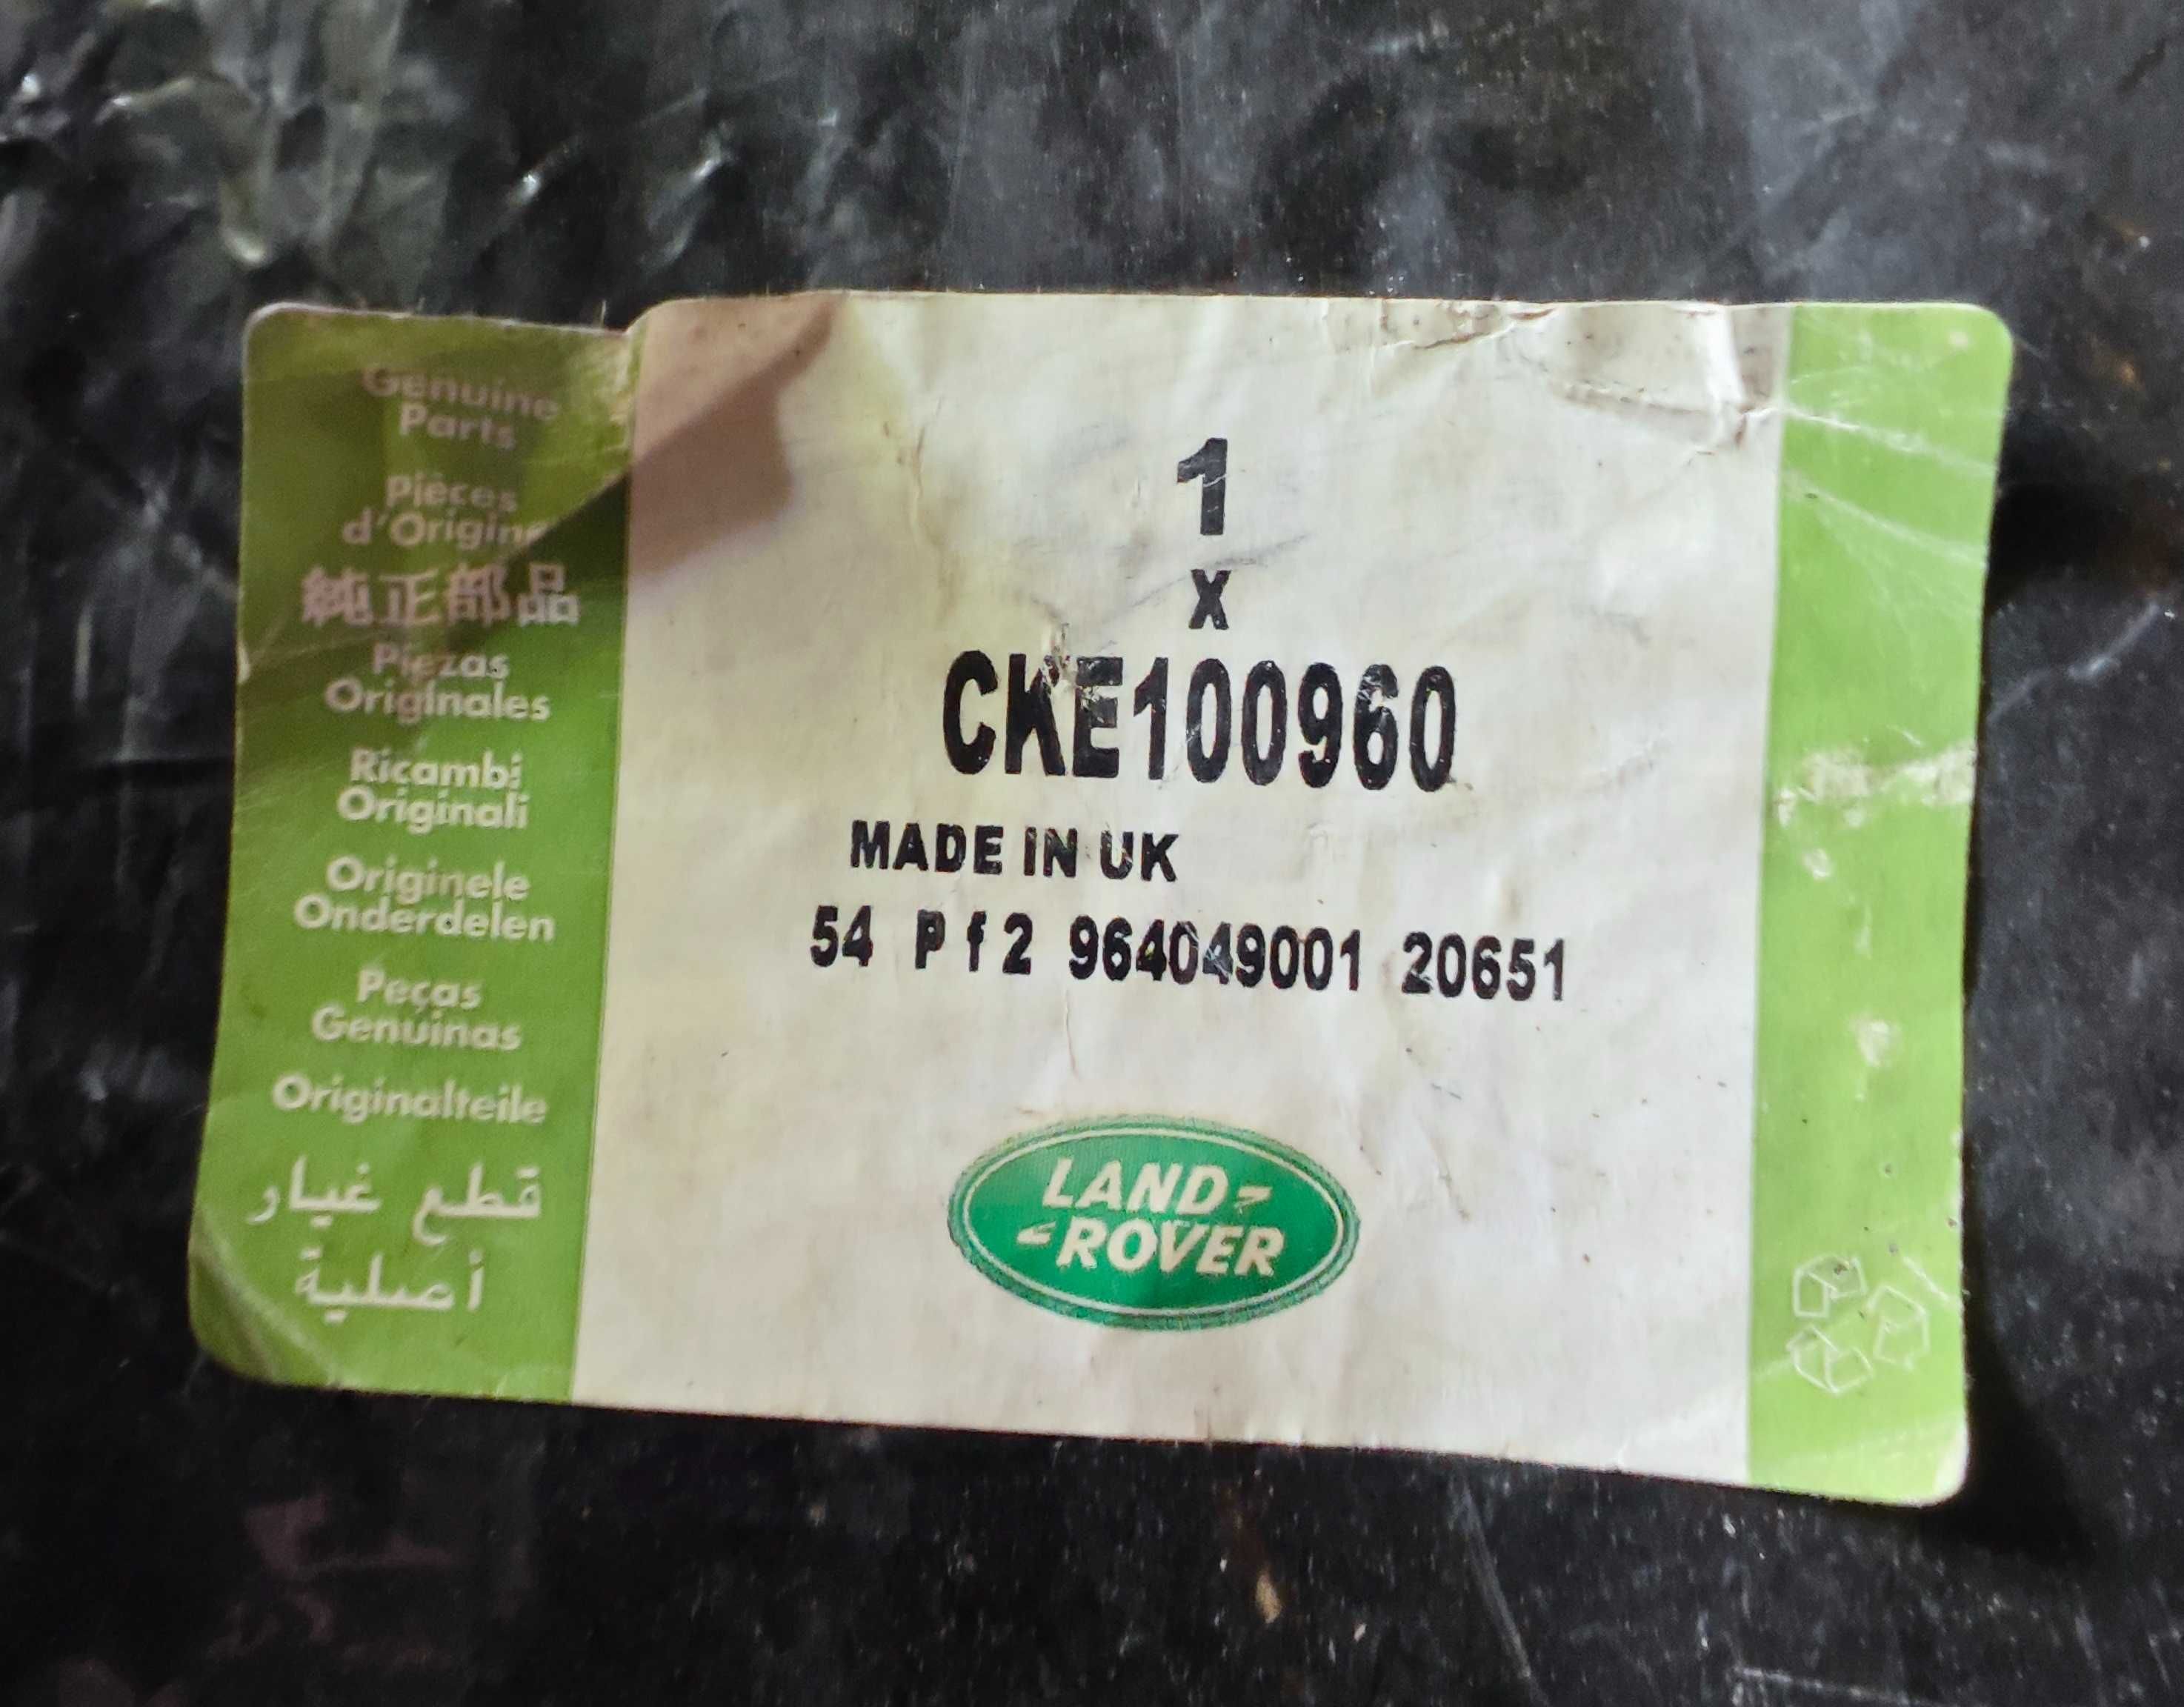 Genuine
Parts
Pièces
d'Origine
純正部品
Piezas
Originales
Ricambi
Originali
Originele
Onderdelen
Peças
Genuinas
Originalteile
قطع غيار
أصلية
1
X
CKE100960
MADE IN UK
54 P f 2 964049001 20651
LAND
ROVER